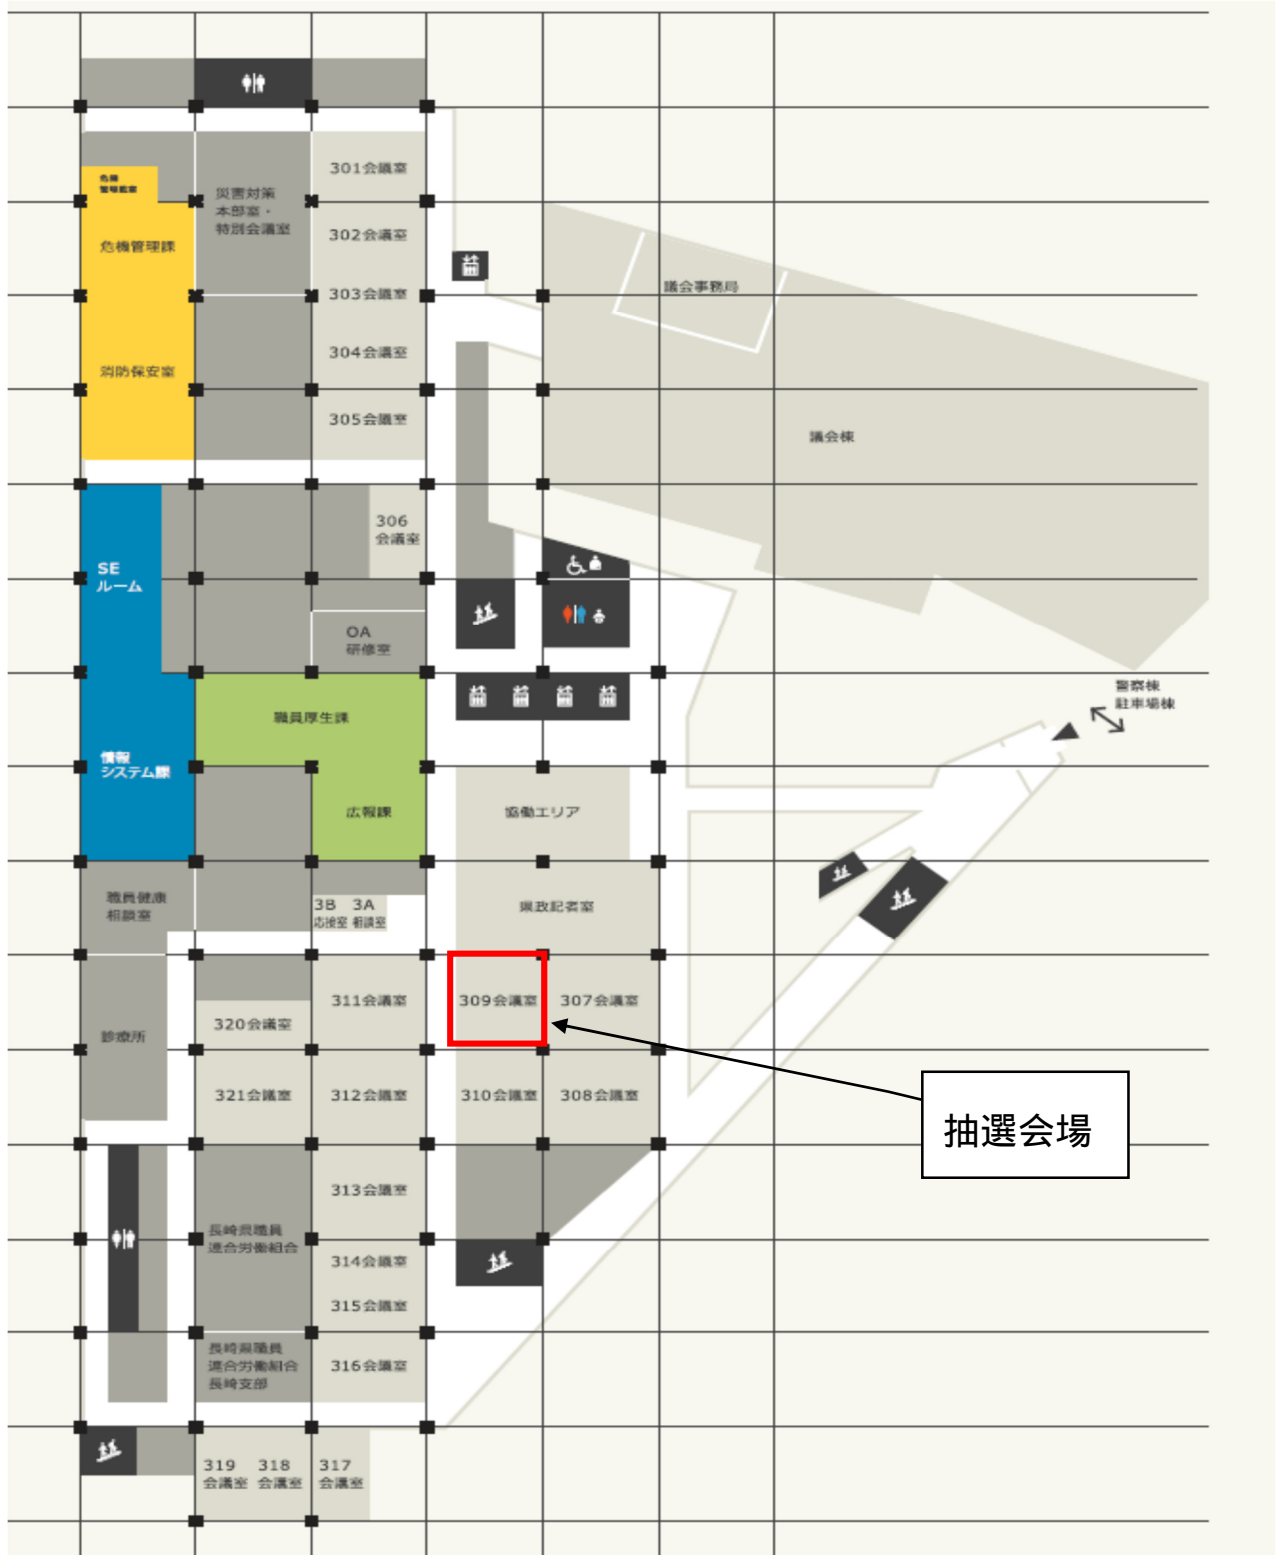 301会議室
危機
管理監室
災害対策
本部室・
特別会議室
302会議室
危機管理課
議会事務局
303会議室
304会議室
消防保安室
305会議室
議会棟
306
会議室
SE
ルーム
OA
研修室
警察棟
駐車場棟
職員厚生課
情報
システム課
広報課
協働エリア
職員健康
相談室
3B 3A
応接室 相談室
県政記者室
311会議室
309会議室
307会議室
320会議室
診療所
321会議室
312会議室
310会議室
308会議室
抽選会場
313会議室
長崎県職員
連合労働組合
314会議室
315会議室
長崎県職員
連合労働組合
長崎支部
316会議室
319 318 317
会議室 会議室 会議室